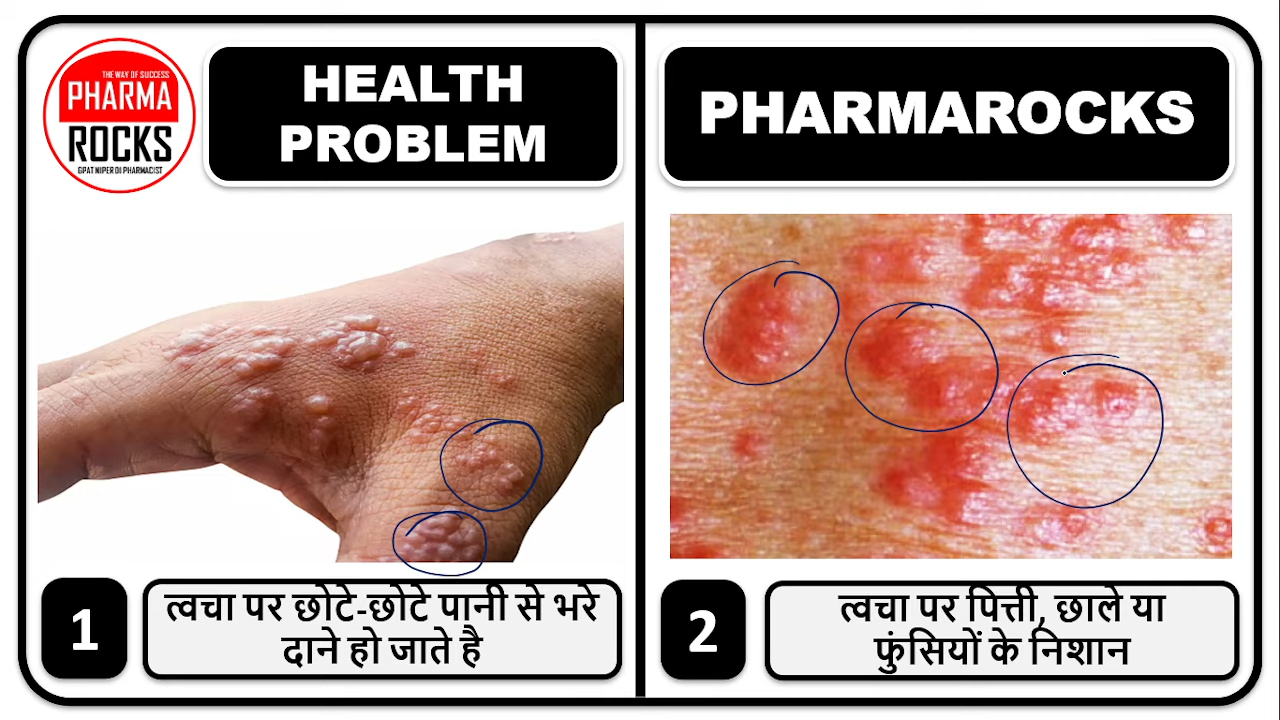 THE WAY OF SUCCESS
PHARMA
ROCKS
GPAT NIPER DI PHARMACIST
HEALTH
PROBLEM
PHARMAROCKS
1
त्वचा पर छोटे-छोटे पानी से भरे
दाने हो जाते है
2
त्वचा पर पित्ती, छाले या
फुंसियों के निशान